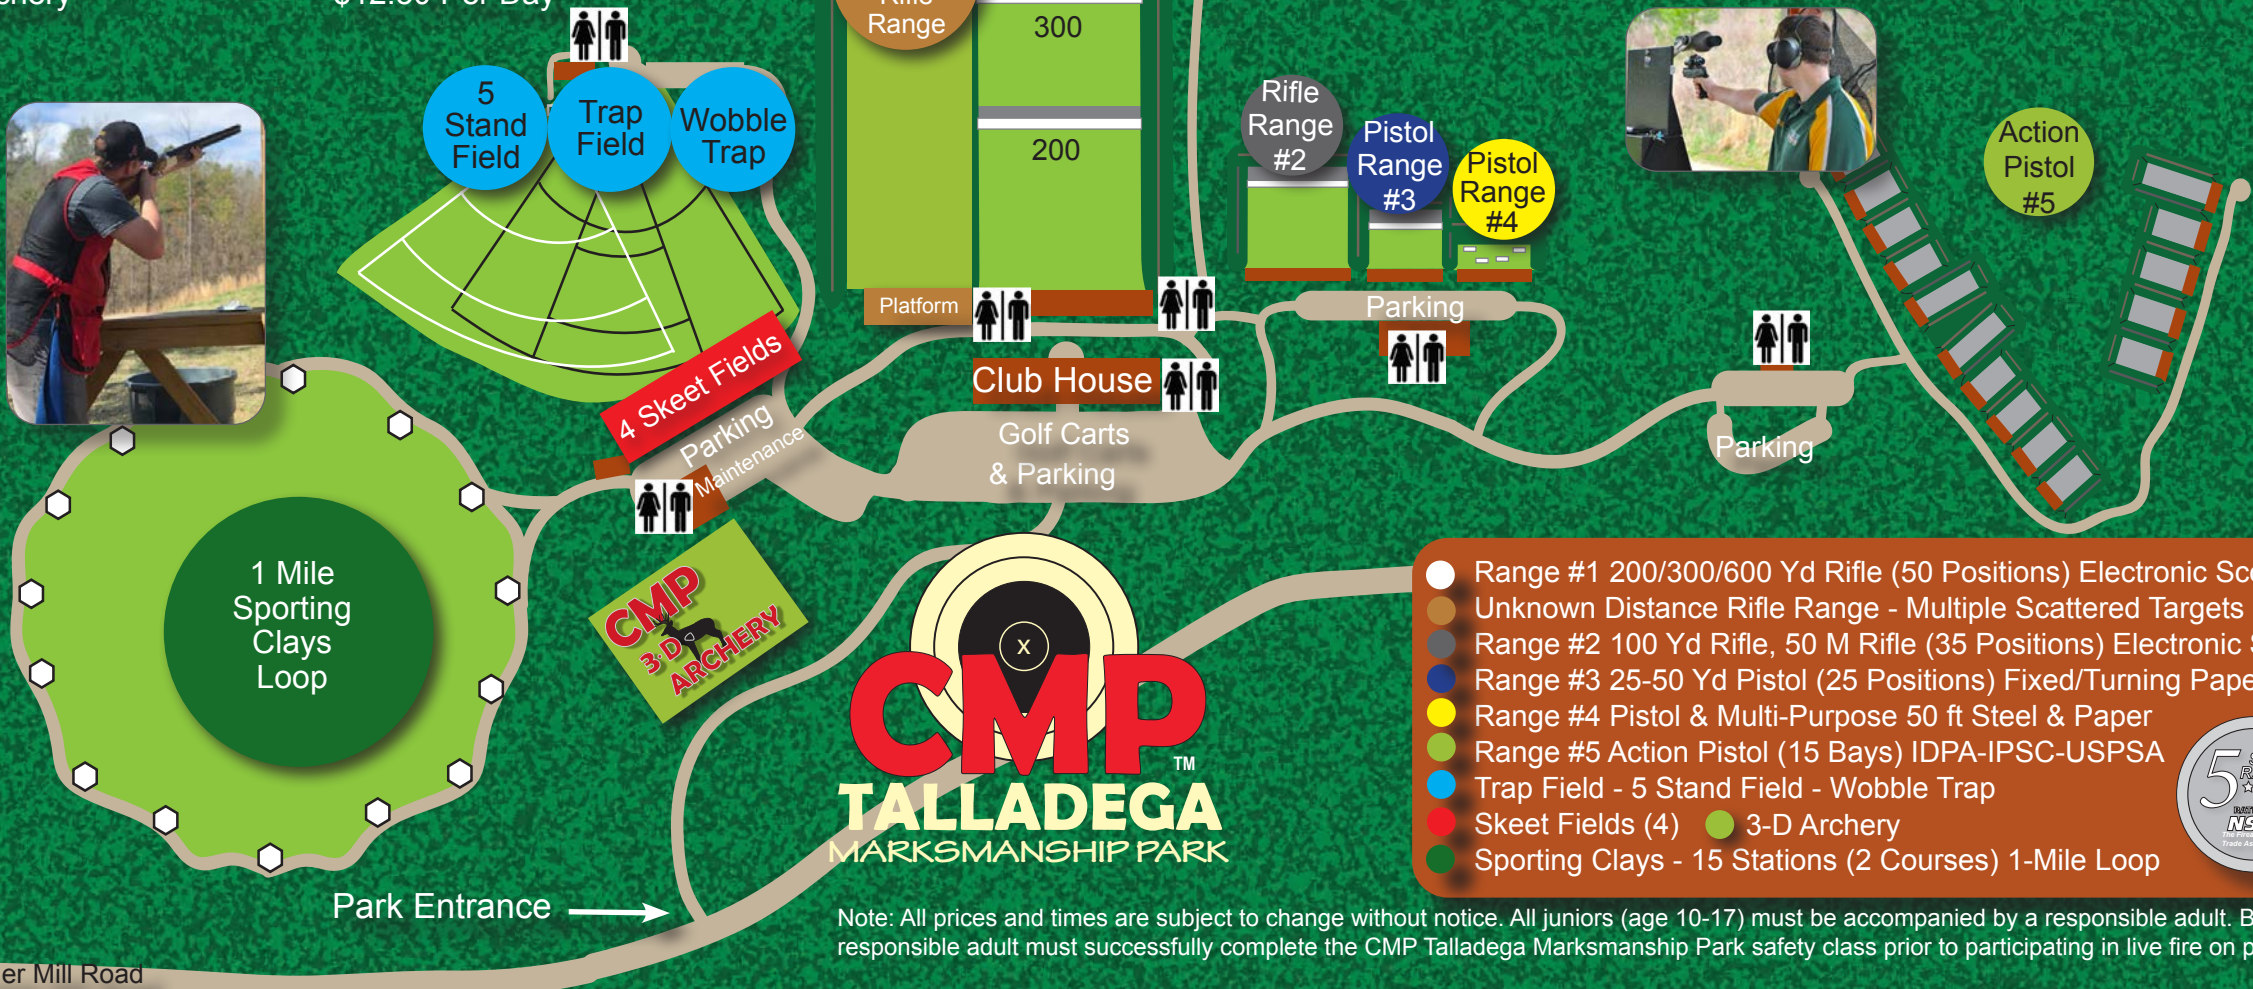 $12.50 Per Day
Rifle
Range
300
200
5
Stand
Field
Trap
Field
Wobble
Trap
Rifle
Range
#2
Pistol
Range
#3
Pistol
Range
#4
Action
Pistol
#5
Platform
Parking
4 Skeet Fields
Parking
Maintenance
Club House
Golf Carts
& Parking
Parking
1 Mile
Sporting
Clays
Loop
CMP
3-D
ARCHERY
X
CMP
TM
TALLADEGA
MARKSMANSHIP PARK
Range #1 200/300/600 Yd Rifle (50 Positions) Electronic
Unknown Distance Rifle Range - Multiple Scattered Targets
Range #2 100 Yd Rifle, 50 M Rifle (35 Positions) Electronic
Range #3 25-50 Yd Pistol (25 Positions) Fixed/Turning
Range #4 Pistol & Multi-Purpose 50 ft Steel & Paper
Range #5 Action Pistol (15 Bays) IDPA-IPSC-USPSA
Trap Field - 5 Stand Field - Wobble Trap
Skeet Fields (4) 3-D Archery
Sporting Clays - 15 Stations (2 Courses) 1-Mile Loop
5
Park Entrance
Note: All prices and times are subject to change without notice. All juniors (age 10-17) must be accompanied by a responsible adult.
responsible adult must successfully complete the CMP Talladega Marksmanship Park safety class prior to participating in live fire on
Mill Road